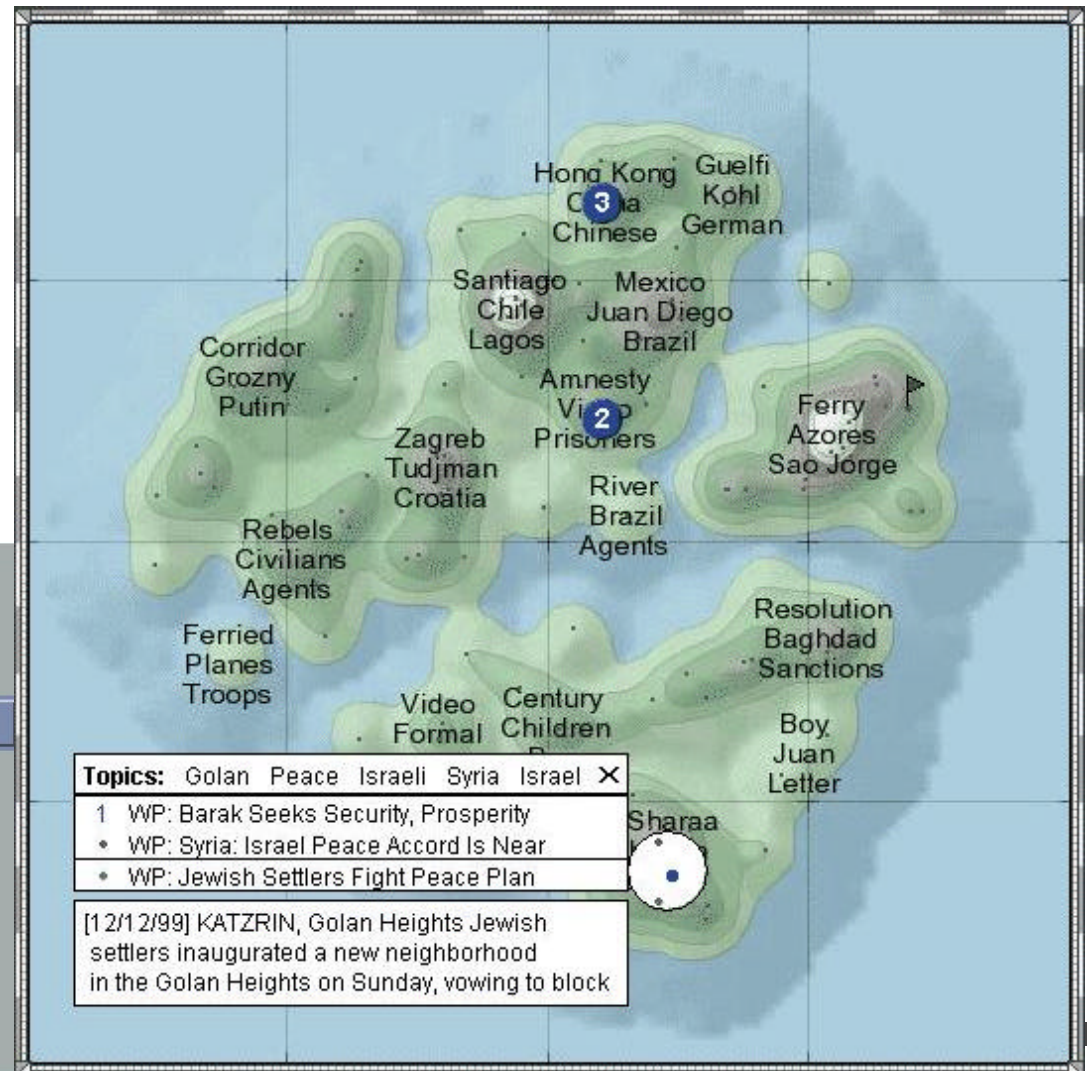 Hong Kong
3
Chinese
Guelfi
Kohl
German
Santiago
Chile
Lagos
Mexico
Juan Diego
Brazil
Corridor
Grozny
Putin
Amnesty
2
Prisoners
Ferry
Azores
Sao Jorge
Zagreb
Tudjman
Croatia
River
Brazil
Agents
Rebels
Civilians
Agents
Resolution
Baghdad
Sanctions
Ferried
Planes
Troops
Video
Formal
Century
Children
Boy
Juan
Letter
Topics: Golan Peace Israeli Syria Israel X
1 WP: Barak Seeks Security, Prosperity
• WP: Syria: Israel Peace Accord Is Near
• WP: Jewish Settlers Fight Peace Plan
Sharaa
[12/12/99] KATZRIN, Golan Heights Jewish
settlers inaugurated a new neighborhood
in the Golan Heights on Sunday, vowing to block